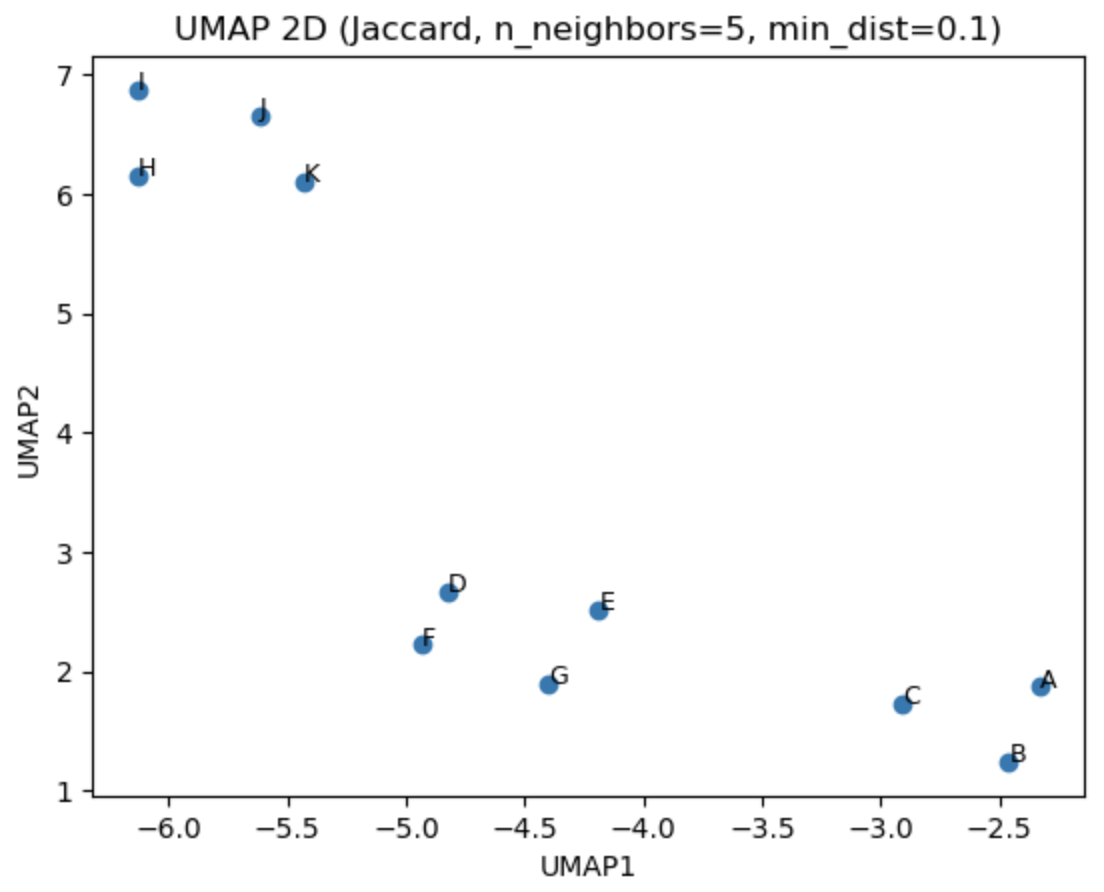 UMAP 2D (Jaccard, n_neighbors=5, min_dist=0.1)
7
I
J
H
K
6
5
UMAP2
4
3
D
E
F
2
G
A
C
B
1
−6.0 −5.5 −5.0 −4.5 −4.0 −3.5 −3.0 −2.5
UMAP1